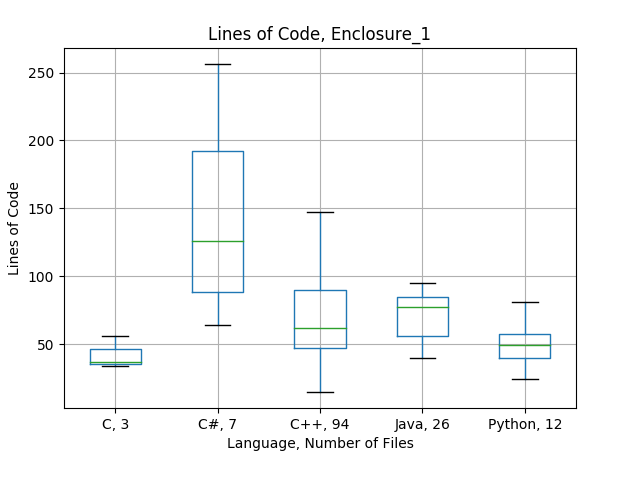 Lines of Code, Enclosure_1
250
200
150
100
50
Lines of Code
C, 3
C#, 7
C++, 94
Java, 26
Python, 12
Language, Number of Files